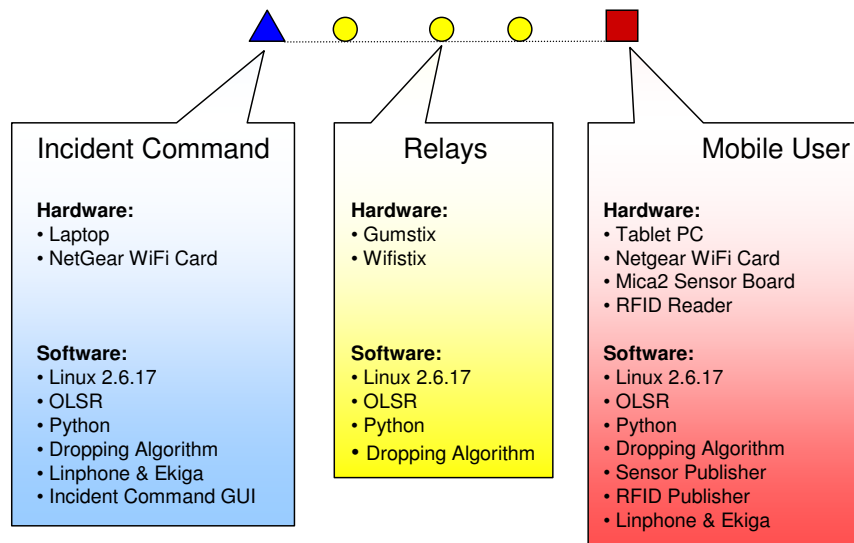 Incident Command
Hardware:
• Laptop
• NetGear WiFi Card
Software:
• Linux 2.6.17
• OLSR
• Python
• Dropping Algorithm
• Linphone & Ekiga
• Incident Command GUI
Relays
Hardware:
• Gumstix
• Wifistix
Software:
• Linux 2.6.17
• OLSR
• Python
• Dropping Algorithm
Mobile User
Hardware:
• Tablet PC
• Netgear WiFi Card
• Mica2 Sensor Board
• RFID Reader
Software:
• Linux 2.6.17
• OLSR
• Python
• Dropping Algorithm
• Sensor Publisher
• RFID Publisher
• Linphone & Ekiga